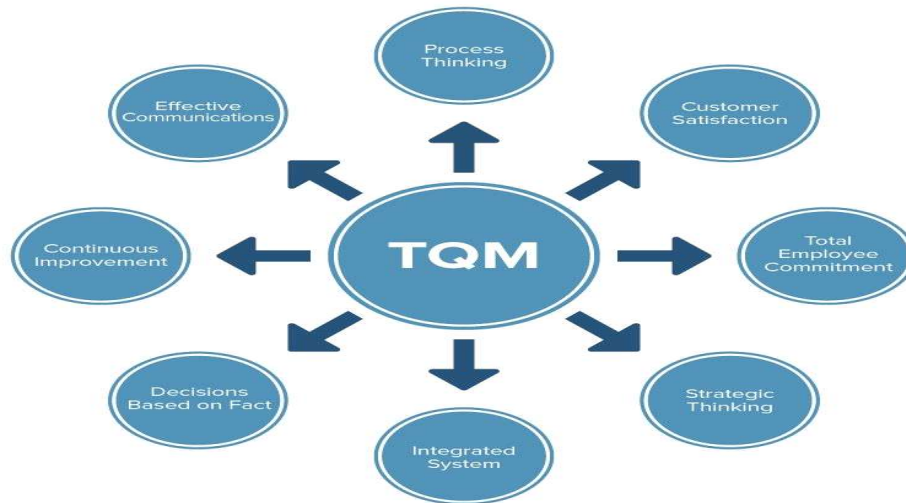 Process
Thinking
Effective
Communications
Customer
Satisfaction
Continuous
Improvement
TQM
Total
Employee
Commitment
Decisions
Based on Fact
Strategic
Thinking
Integrated
System